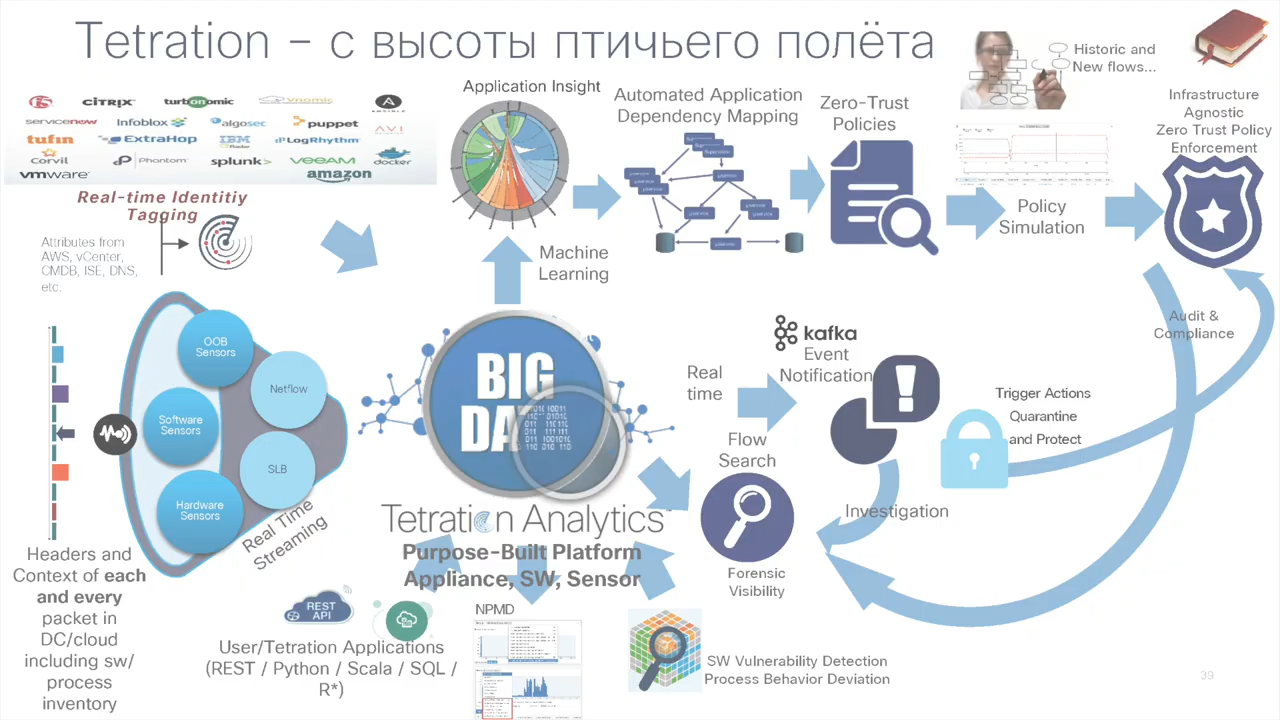 Tetration – с высоты птичьего полёта
Historic and
New flows...
Application Insight
Automated Application
Dependency Mapping
Zero-Trust
Policies
Infrastructure
Agnostic
Zero Trust Policy
Enforcement
f5
CITRIX
turbonomic
Vnomic
ANSIBLE
servicenow
Infoblox
algosec
puppet
AVI
tufin
ExtraHop
IBM
LogRhythm
Corvil
Phantom
splunk>
veeam
docker
vmware
amazon
Real-time Identitiy
Tagging
Attributes from
AWS, vCenter,
CMDB, ISE, DNS,
etc.
Machine
Learning
Policy
Simulation
Audit &
Compliance
OOB
Sensors
Netflow
Software
Sensors
SLB
Hardware
Sensors
Real Time
Streaming
BIG
DATA
Real
time
kafka
Event
Notification
Flow
Search
Trigger Actions
Quarantine
and Protect
Investigation
Tetration Analytics™
Purpose-Built Platform
Appliance, SW, Sensor
Forensic
Visibility
Headers and
Context of each
and every
packet in
DC/cloud
including sw/
process
inventory
REST
API
User/Tetration Applications
(REST / Python / Scala / SQL /
R*)
NPMD
SW Vulnerability Detection
Process Behavior Deviation
39